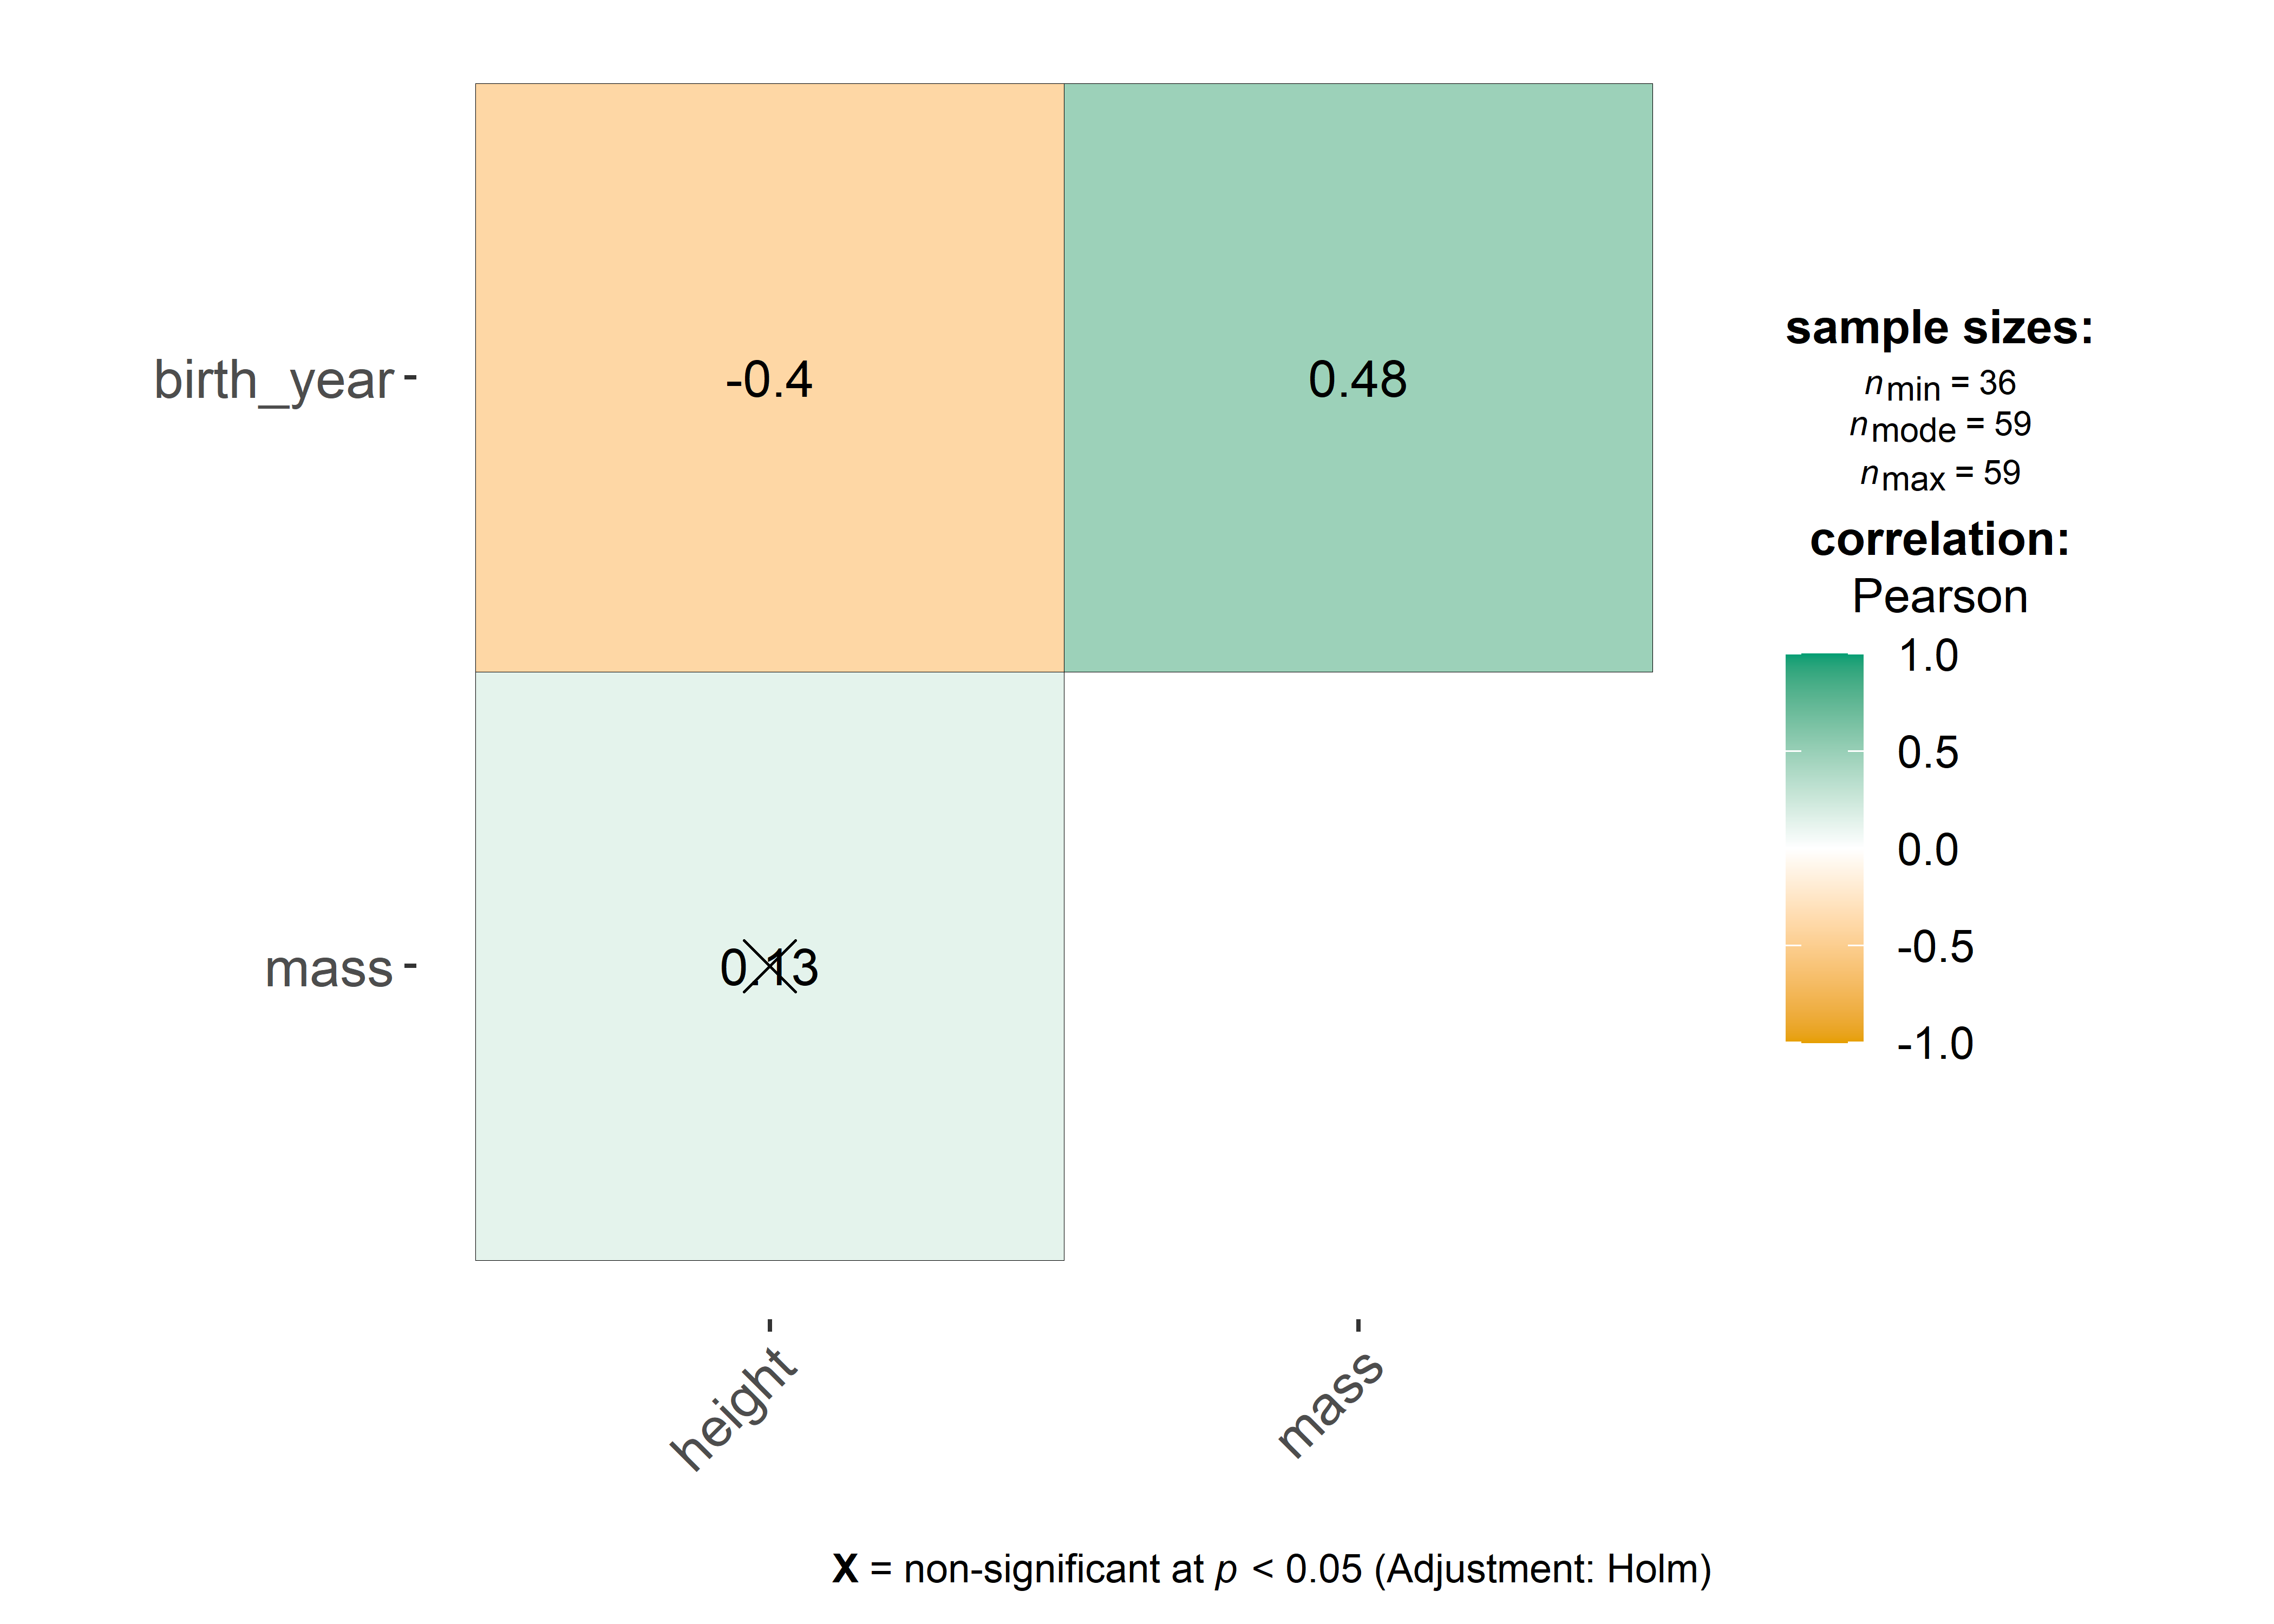 birth_year
-0.4
0.48
mass
0.13
height
mass
sample sizes:
nmin = 36
nmode = 59
nmax = 59
correlation:
Pearson
1.0
0.5
0.0
-0.5
-1.0
X = non-significant at p < 0.05 (Adjustment: Holm)